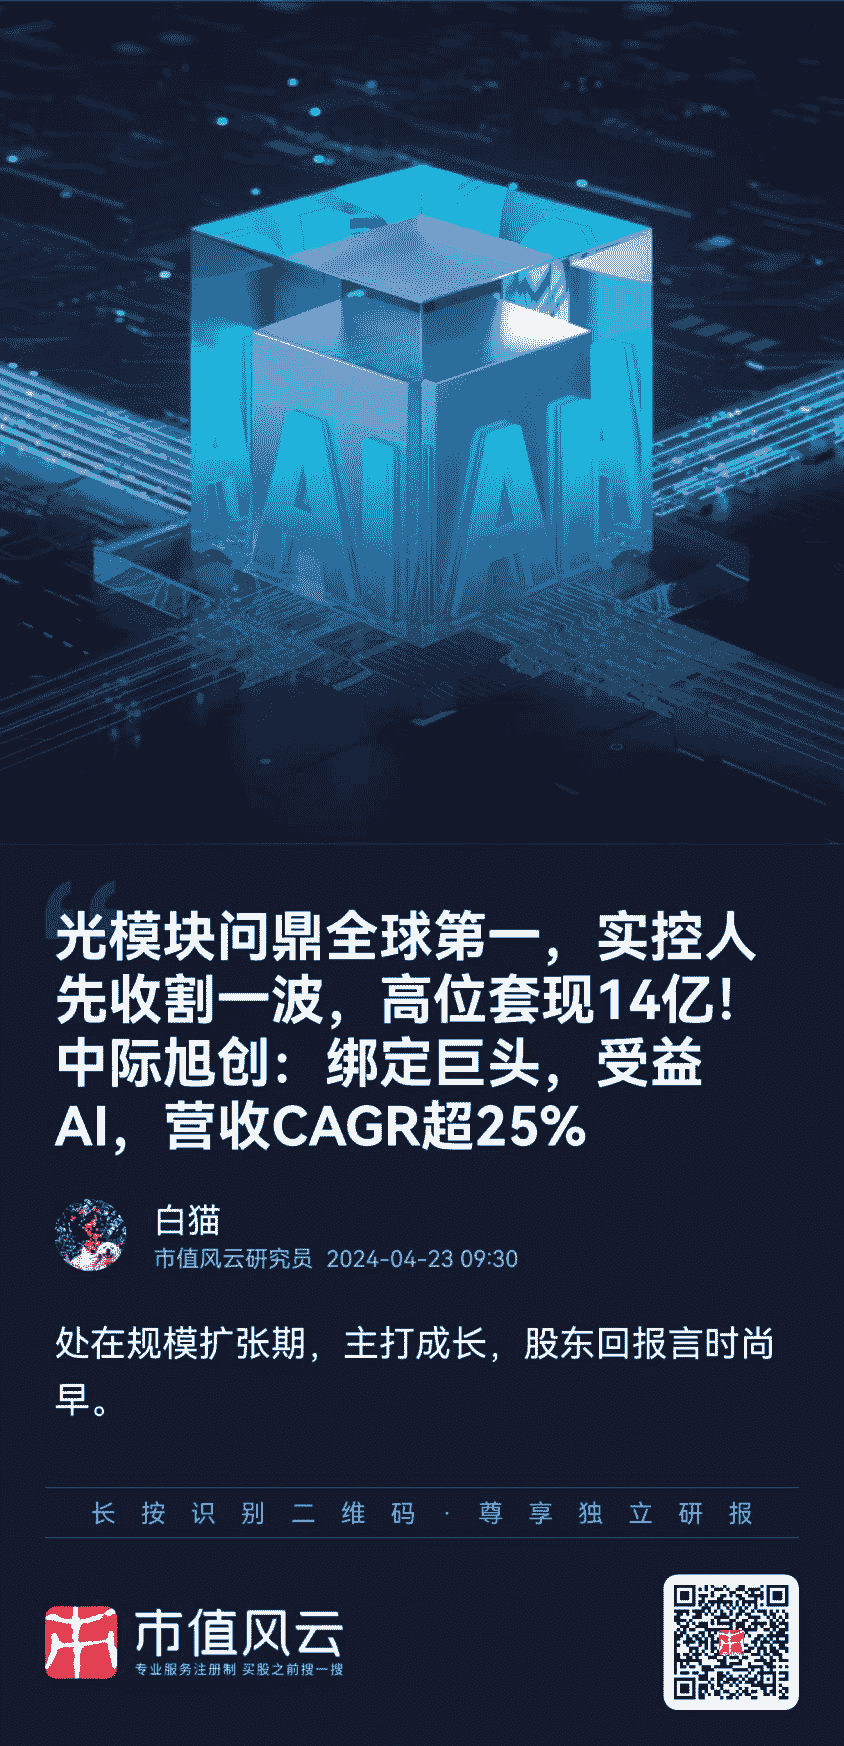 AI
AI
AI
光模块问鼎全球第一，实控人
先收割一波，高位套现14亿！
中际旭创：绑定巨头，受益
AI，营收CAGR超25%
白猫
市值风云研究员 2024-04-23 09:30
处在规模扩张期，主打成长，股东回报言时尚
早。
长按识别二维码·尊享独立研报
市值风云
专业服务注册制 买股之前搜一搜